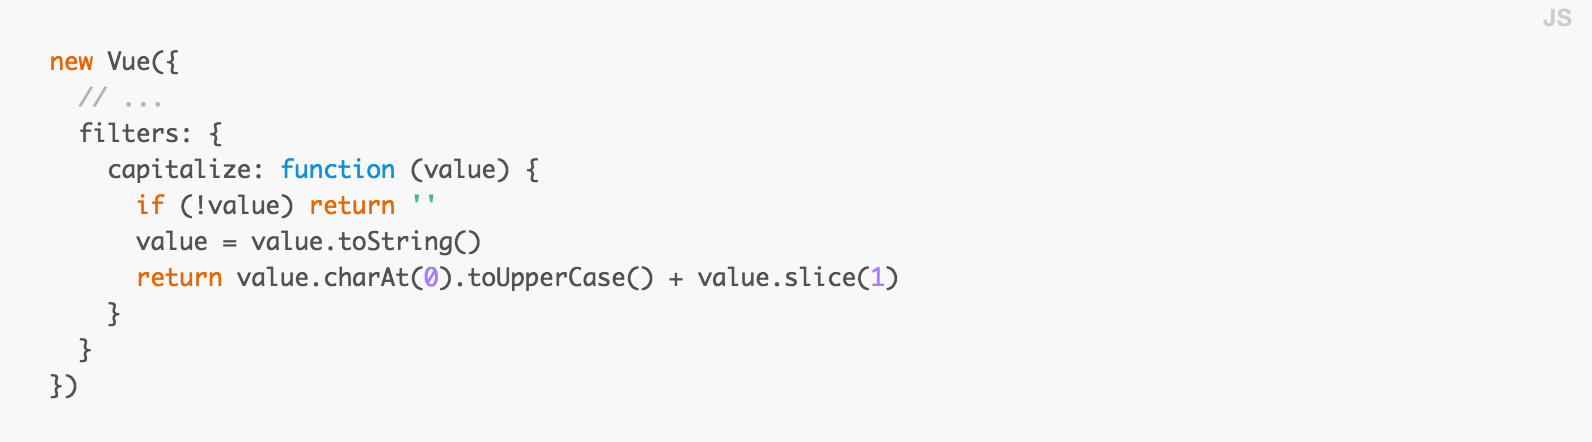 JS
new Vue({
  // ...
  filters: {
    capitalize: function (value) {
      if (!value) return ''
      value = value.toString()
      return value.charAt(0).toUpperCase() + value.slice(1)
    }
  }
})